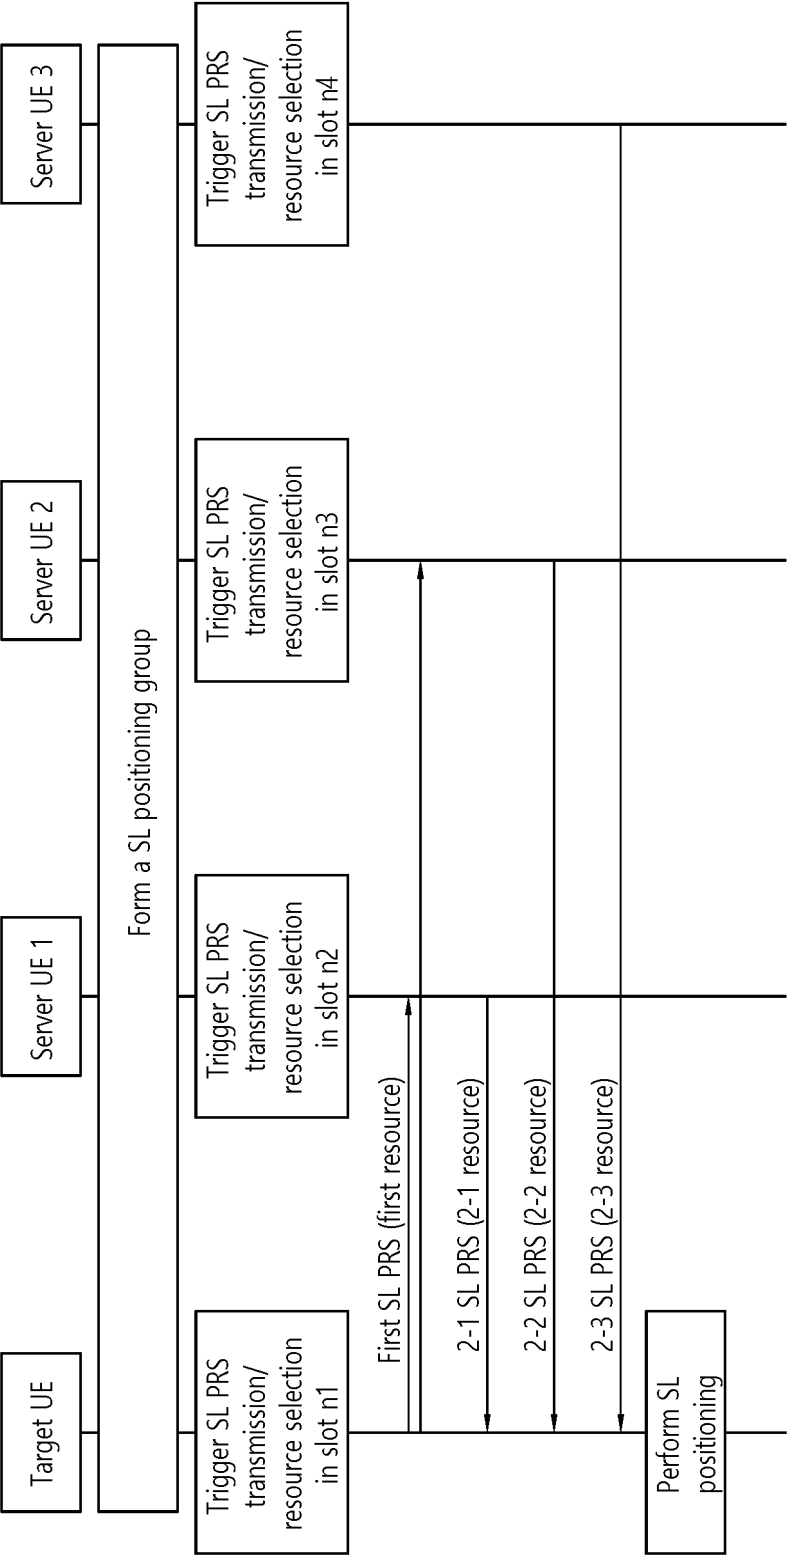 Target UE
Server UE 1
Server UE 2
Server UE 3
Form a SL positioning group
Trigger SL PRS
transmission/
resource selection
in slot n1
Trigger SL PRS
transmission/
resource selection
in slot n2
Trigger SL PRS
transmission/
resource selection
in slot n3
Trigger SL PRS
transmission/
resource selection
in slot n4
First SL PRS (first resource)
2-1 SL PRS (2-1 resource)
2-2 SL PRS (2-2 resource)
2-3 SL PRS (2-3 resource)
Perform SL
positioning